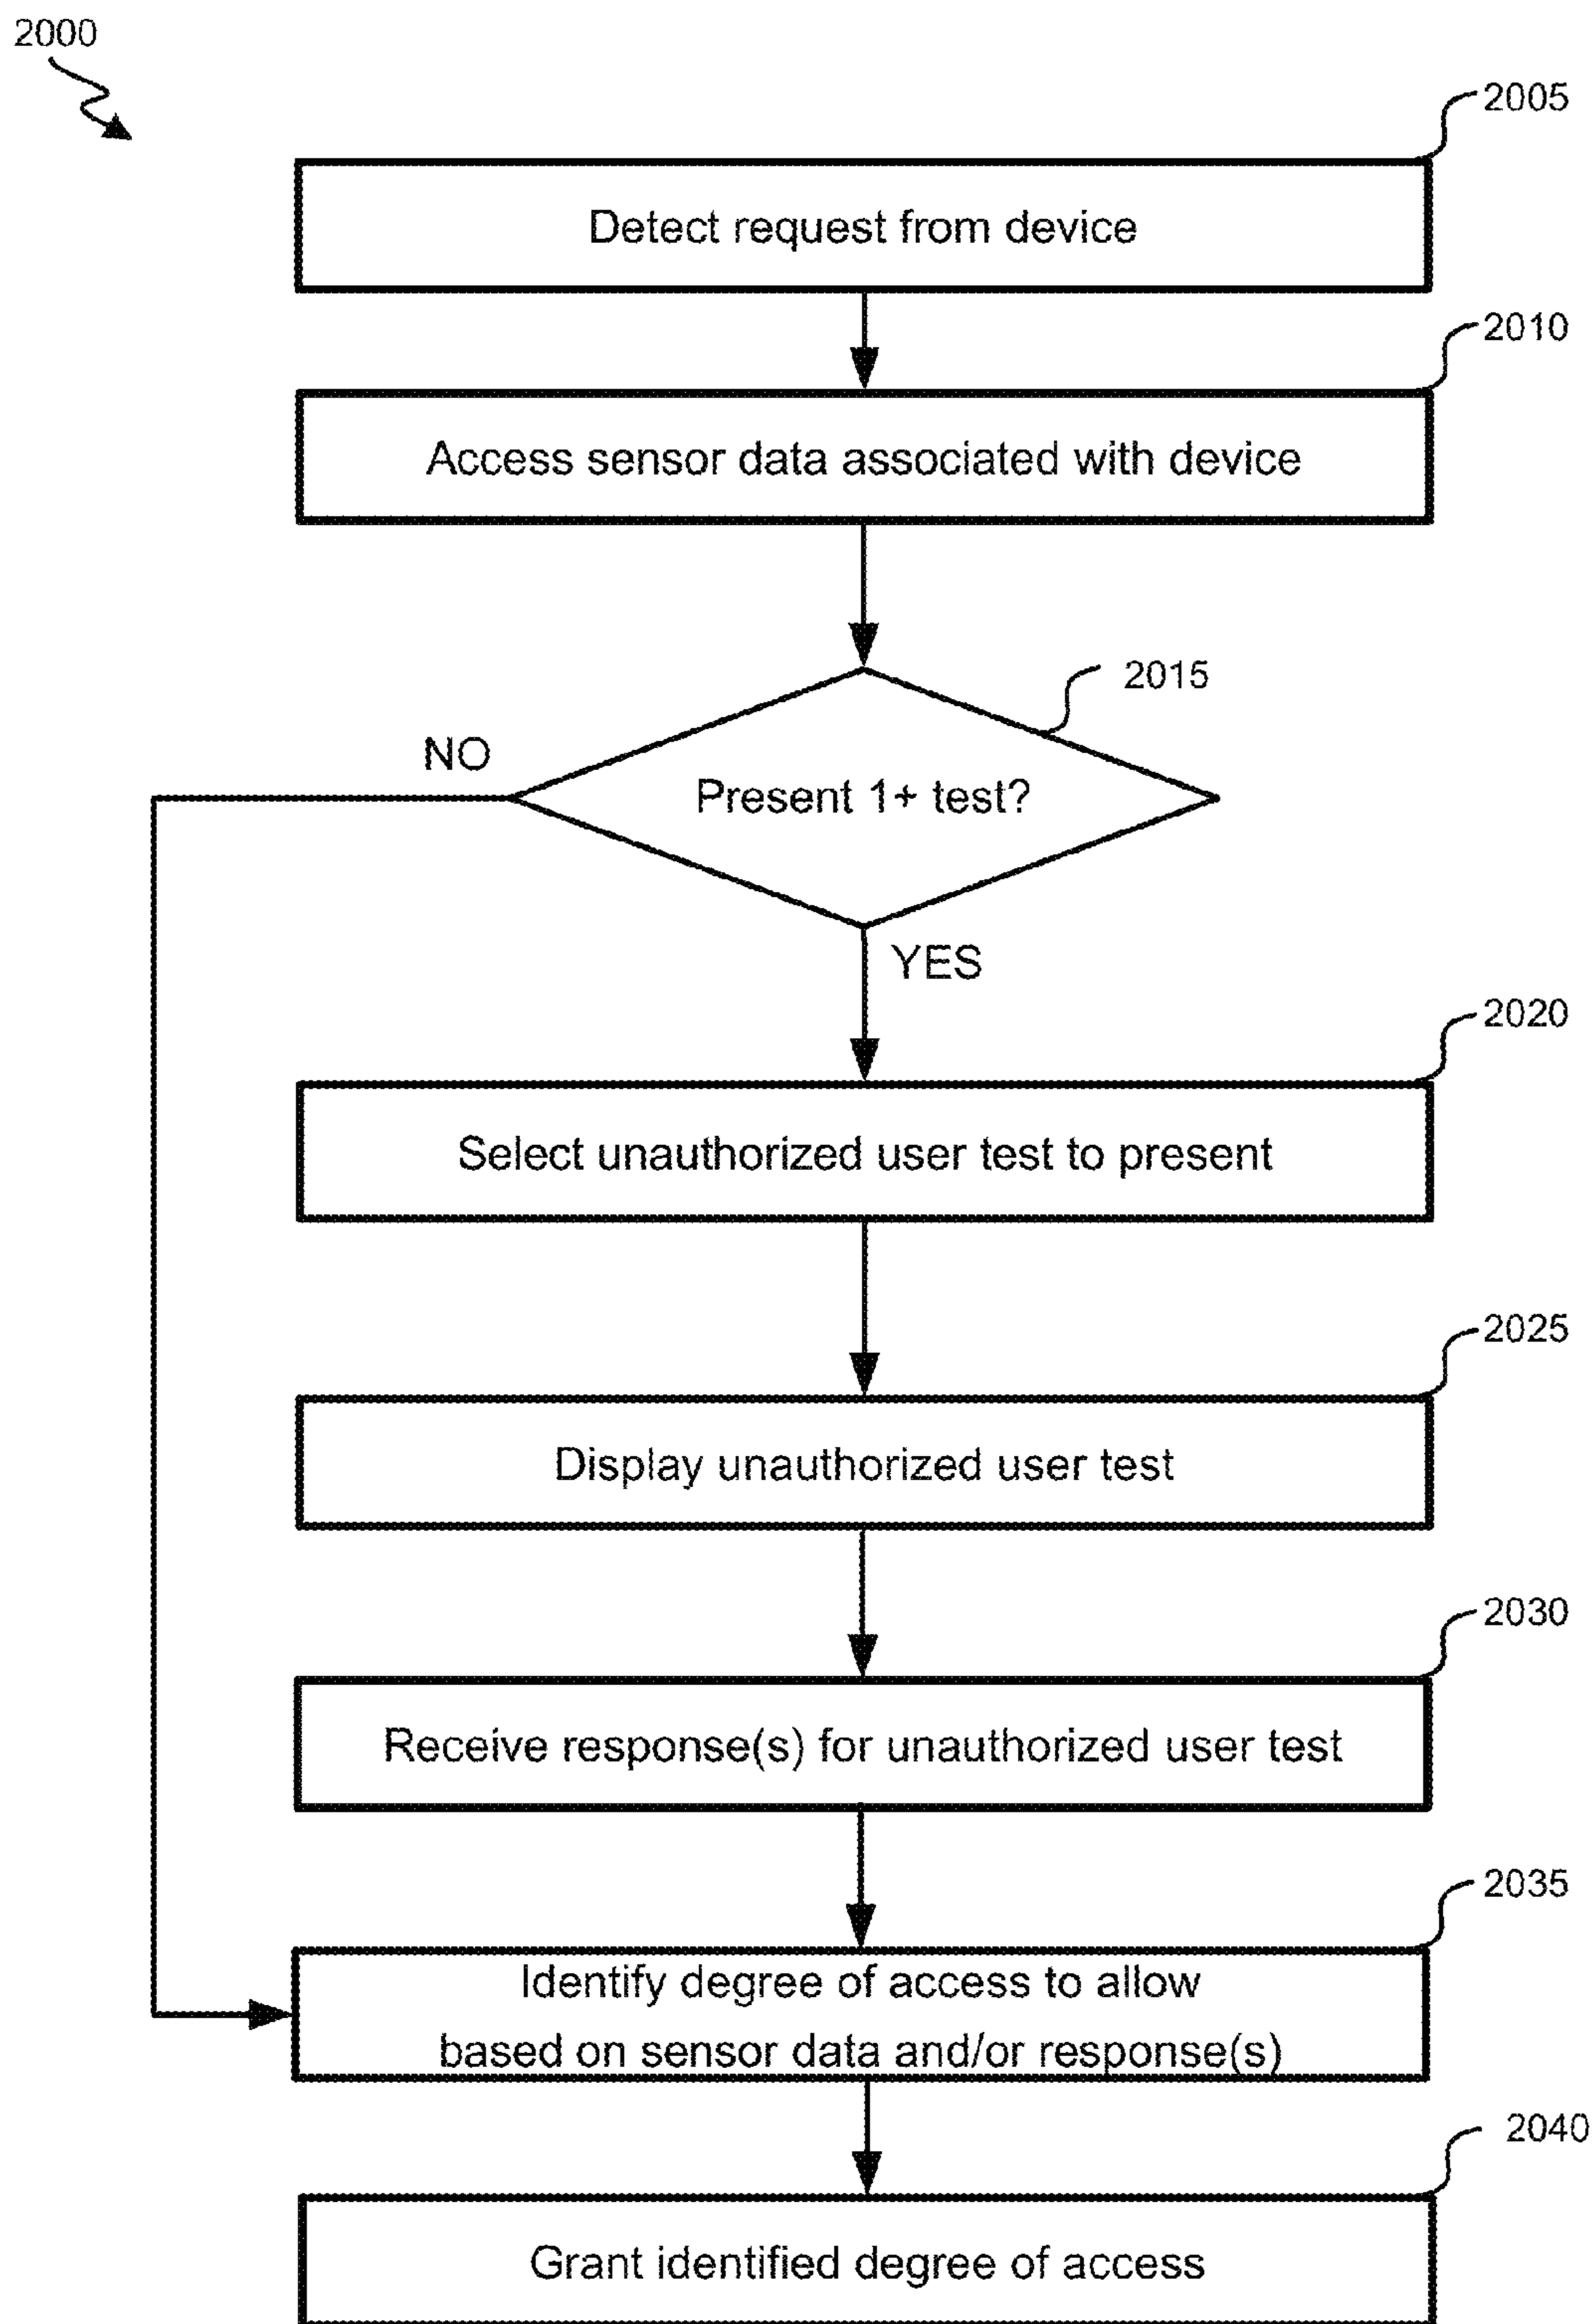 2000
2005
Detect request from device
2010
Access sensor data associated with device
2015
NO
Present 1+ test?
YES
2020
Select unauthorized user test to present
2025
Display unauthorized user test
2030
Receive response(s) for unauthorized user test
2035
Identify degree of access to allow
based on sensor data and/or response(s)
2040
Grant identified degree of access